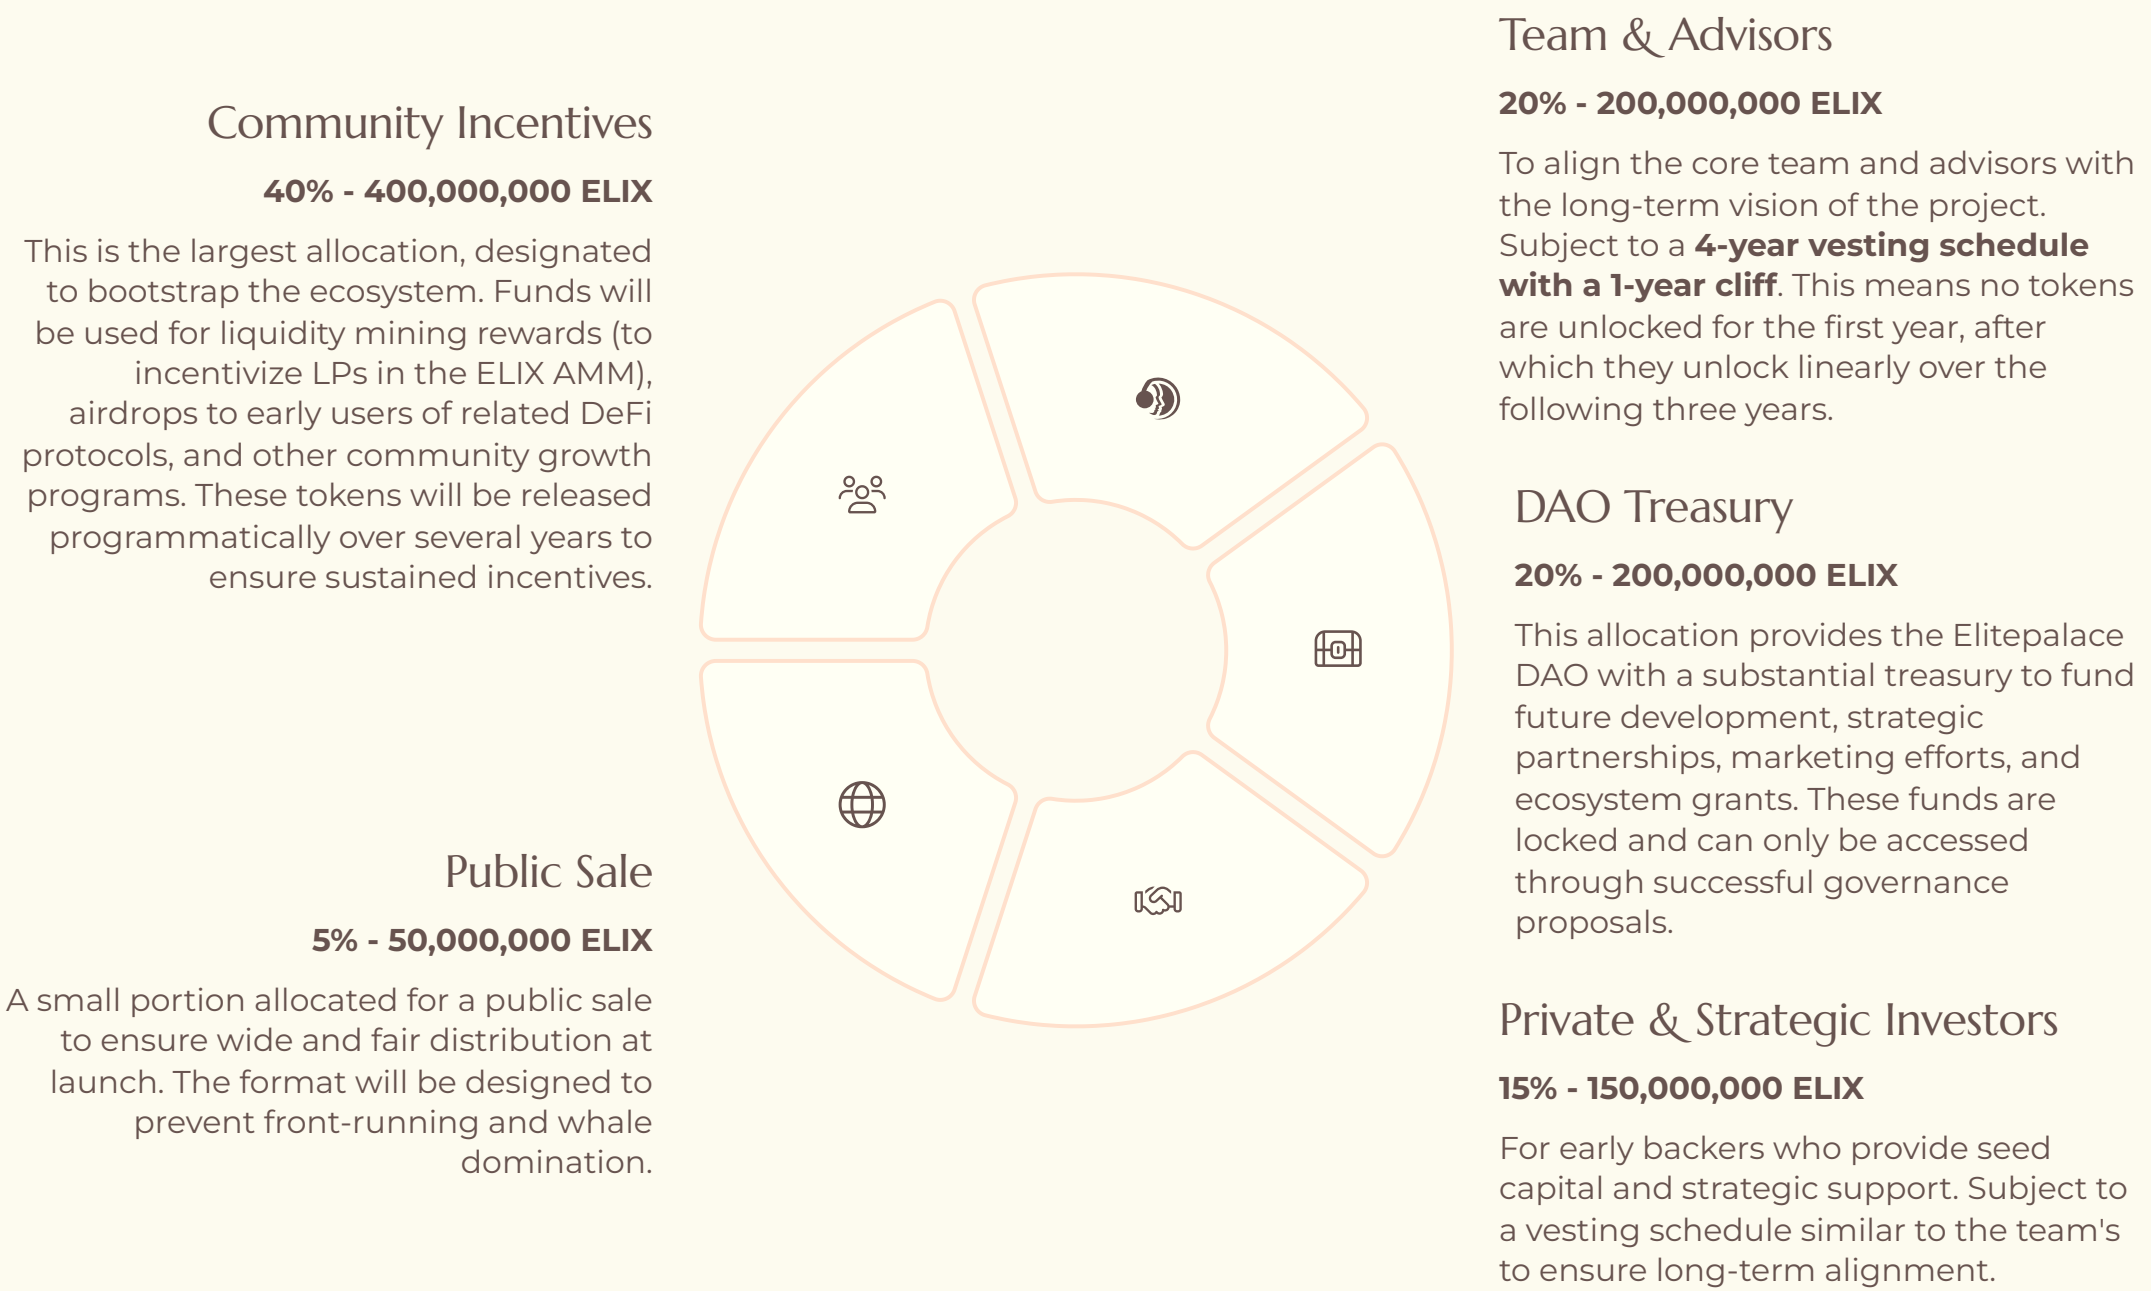 Community Incentives
40% - 400,000,000 ELIX
This is the largest allocation, designated
to bootstrap the ecosystem. Funds will
be used for liquidity mining rewards (to
incentivize LPs in the ELIX AMM),
airdrops to early users of related DeFi
protocols, and other community growth
programs. These tokens will be released
programmatically over several years to
ensure sustained incentives.
Public Sale
5% - 50,000,000 ELIX
A small portion allocated for a public sale
to ensure wide and fair distribution at
launch. The format will be designed to
prevent front-running and whale
domination.
Team & Advisors
20% - 200,000,000 ELIX
To align the core team and advisors with
the long-term vision of the project.
Subject to a 4-year vesting schedule
with a 1-year cliff. This means no tokens
are unlocked for the first year, after
which they unlock linearly over the
following three years.
DAO Treasury
20% - 200,000,000 ELIX
This allocation provides the Elitepalace
DAO with a substantial treasury to fund
future development, strategic
partnerships, marketing efforts, and
ecosystem grants. These funds are
locked and can only be accessed
through successful governance
proposals.
Private & Strategic Investors
15% - 150,000,000 ELIX
For early backers who provide seed
capital and strategic support. Subject to
a vesting schedule similar to the team's
to ensure long-term alignment.